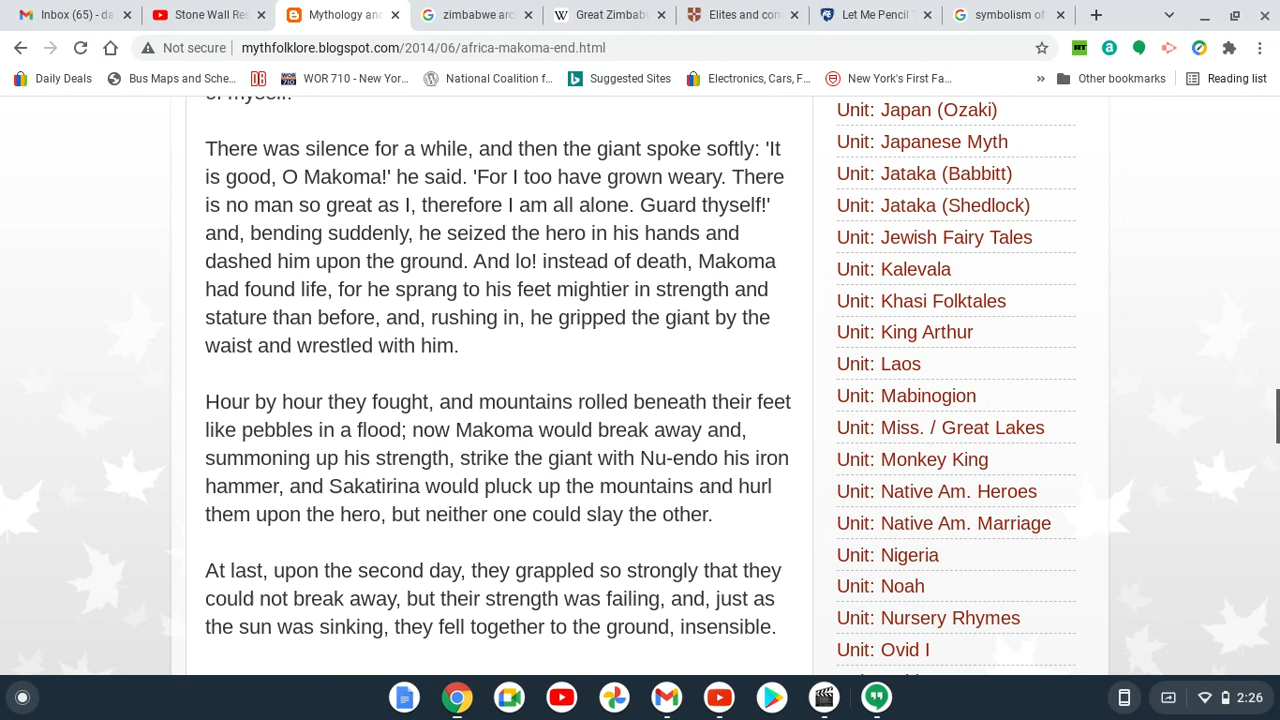 Inbox (65) - da
Stone Wall Res
Mythology and
zimbabwe arc
Great Zimbab
Elites and com
Let Me Pencil
symbolism of
Not secure
mythfolklore.blogspot.com/2014/06/africa-makoma-end.html
Daily Deals
Bus Maps and Sche...
WOR 710 - New Yor...
National Coalition f...
Suggested Sites
Electronics, Cars, F...
New York's First Fa...
Other bookmarks
Reading list
of myself.
There was silence for a while, and then the giant spoke softly: 'It
is good, O Makoma!' he said. 'For I too have grown weary. There
is no man so great as I, therefore I am all alone. Guard thyself!'
and, bending suddenly, he seized the hero in his hands and
dashed him upon the ground. And lo! instead of death, Makoma
had found life, for he sprang to his feet mightier in strength and
stature than before, and, rushing in, he gripped the giant by the
waist and wrestled with him.
Hour by hour they fought, and mountains rolled beneath their feet
like pebbles in a flood; now Makoma would break away and,
summoning up his strength, strike the giant with Nu-endo his iron
hammer, and Sakatirina would pluck up the mountains and hurl
them upon the hero, but neither one could slay the other.
At last, upon the second day, they grappled so strongly that they
could not break away, but their strength was failing, and, just as
the sun was sinking, they fell together to the ground, insensible.
Unit: Japan (Ozaki)
Unit: Japanese Myth
Unit: Jataka (Babbitt)
Unit: Jataka (Shedlock)
Unit: Jewish Fairy Tales
Unit: Kalevala
Unit: Khasi Folktales
Unit: King Arthur
Unit: Laos
Unit: Mabinogion
Unit: Miss. / Great Lakes
Unit: Monkey King
Unit: Native Am. Heroes
Unit: Native Am. Marriage
Unit: Nigeria
Unit: Noah
Unit: Nursery Rhymes
Unit: Ovid I
2:26